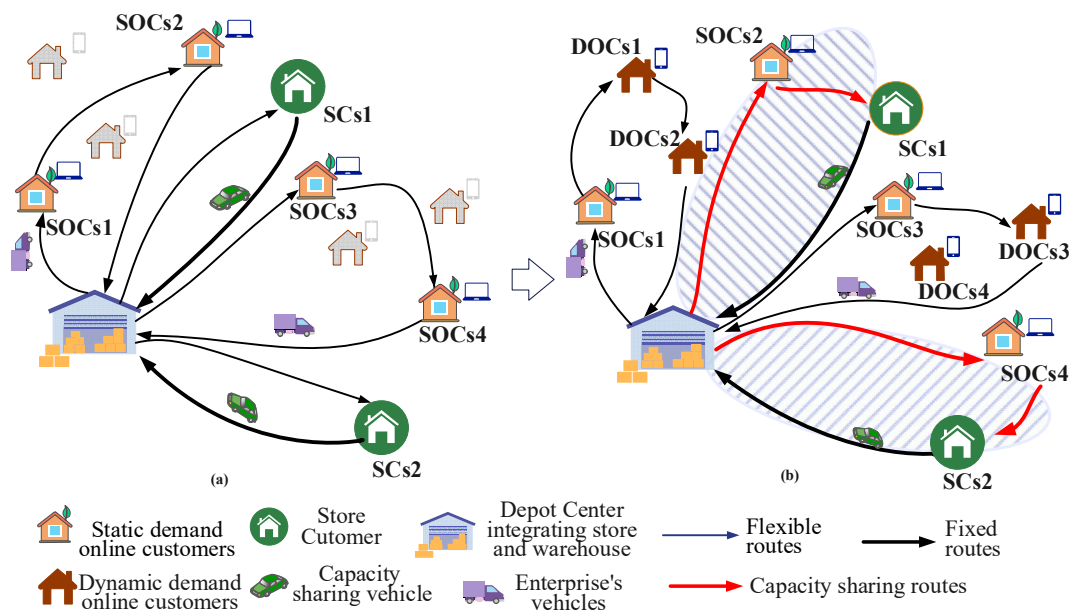 SOCs2
SCs1
SOCs1
SOCs3
SOCs4
SCs2
(a)
DOCs1
SOCs2
DOCs2
SCs1
SOCs1
SOCs3
DOCs3
DOCs4
SOCs4
SCs2
(b)
Static demand
online customers
Store
Cutomer
Depot Center
integrating store
and warehouse
Flexible
routes
Fixed
routes
Dynamic demand
online customers
Capacity
sharing vehicle
Enterprise's
vehicles
Capacity sharing routes